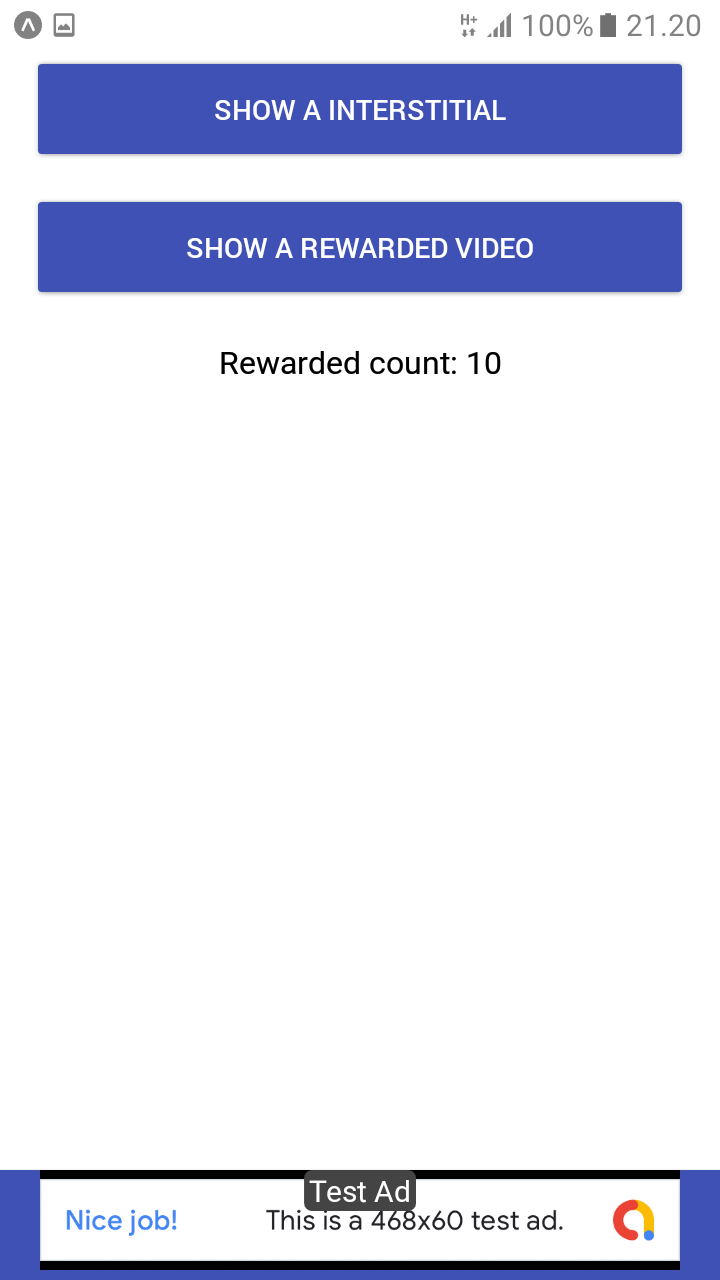 H+ 100% 21.20
SHOW A INTERSTITIAL
SHOW A REWARDED VIDEO
Rewarded count: 10
Test Ad
Nice job! This is a 468x60 test ad.